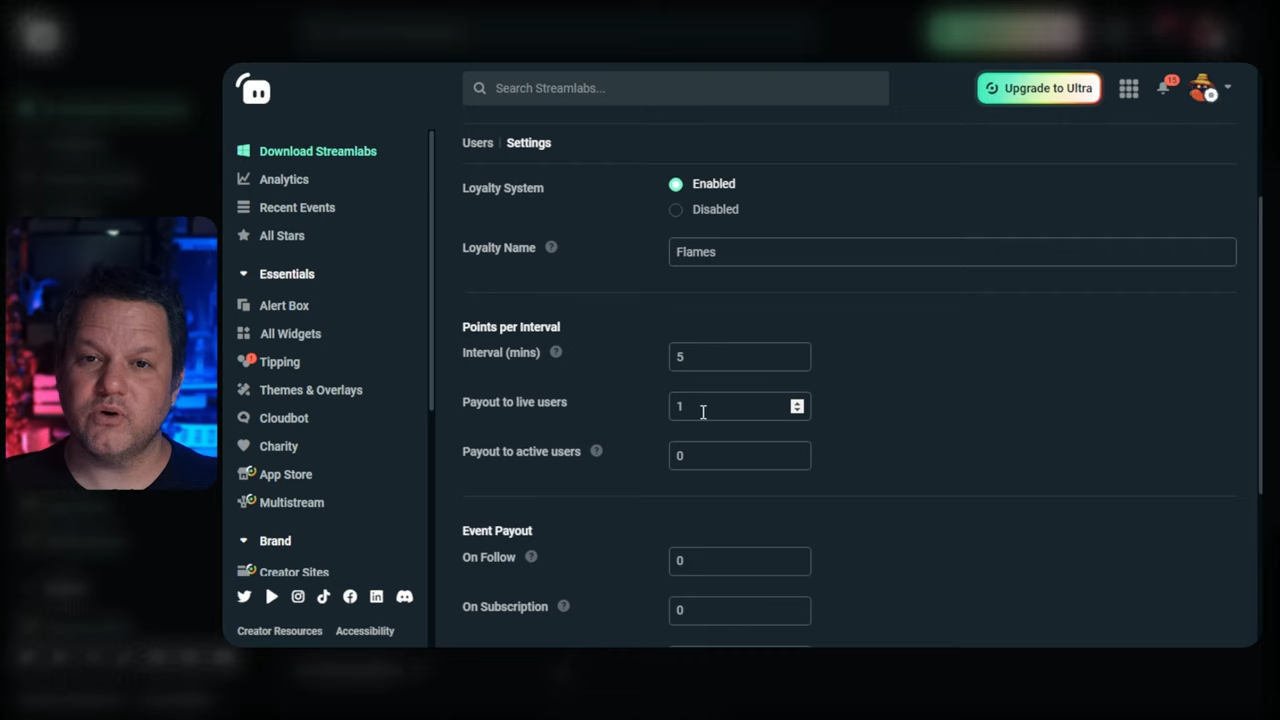 Search Streamlabs...
Upgrade to Ultra
15
Download Streamlabs
Analytics
Recent Events
All Stars
Essentials
Alert Box
All Widgets
Tipping
Themes & Overlays
Cloudbot
Charity
App Store
Multistream
Brand
Creator Sites
Creator Resources
Accessibility
Users | Settings
Loyalty System
Enabled
Disabled
Loyalty Name ?
Flames
Points per Interval
Interval (mins) ?
5
Payout to live users
1
Payout to active users ?
0
Event Payout
On Follow ?
0
On Subscription ?
0